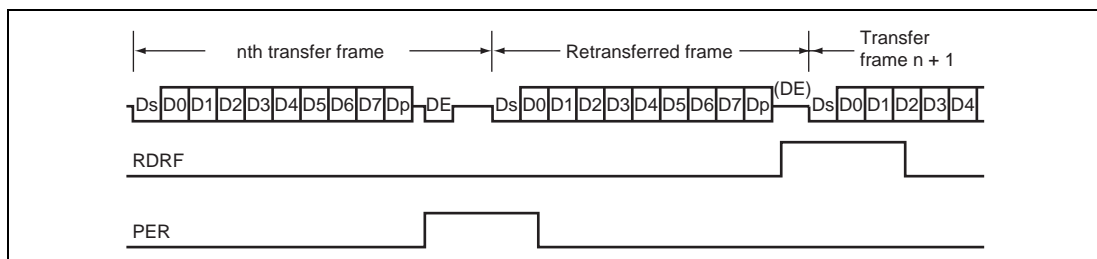 nth transfer frame
Retransferred frame
Transfer
frame n + 1
Ds D0 D1 D2 D3 D4 D5 D6 D7 Dp DE Ds D0 D1 D2 D3 D4 D5 D6 D7 Dp (DE) Ds D0 D1 D2 D3 D4
RDRF
PER